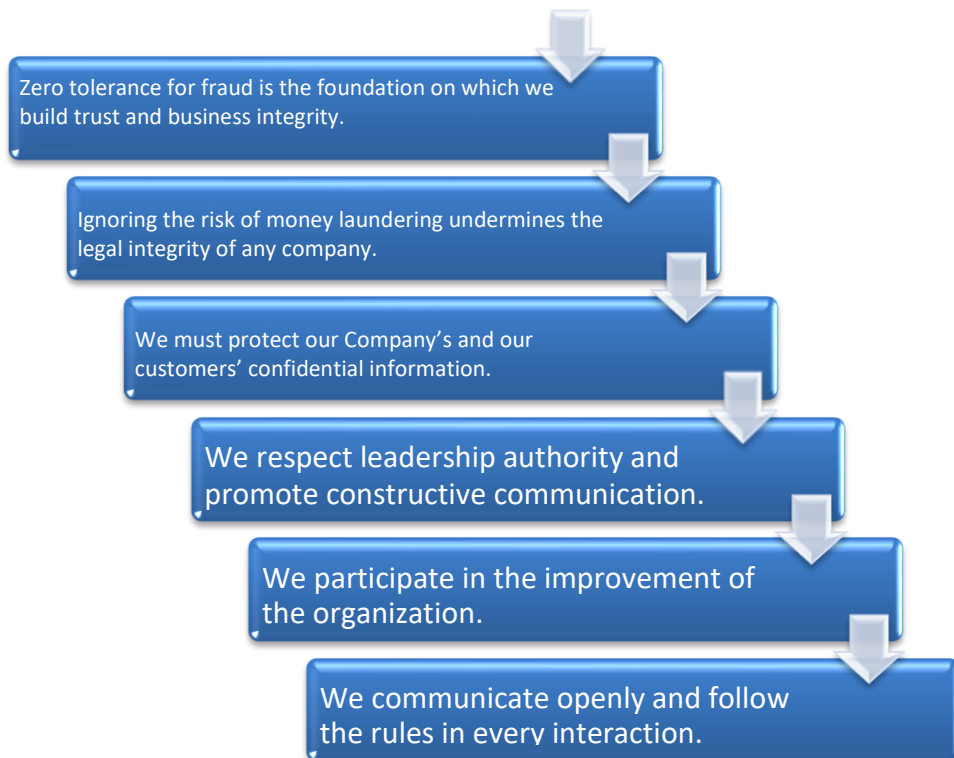 Zero tolerance for fraud is the foundation on which we
build trust and business integrity.
Ignoring the risk of money laundering undermines the
legal integrity of any company.
We must protect our Company’s and our
customers’ confidential information.
We respect leadership authority and
promote constructive communication.
We participate in the improvement of
the organization.
We communicate openly and follow
the rules in every interaction.